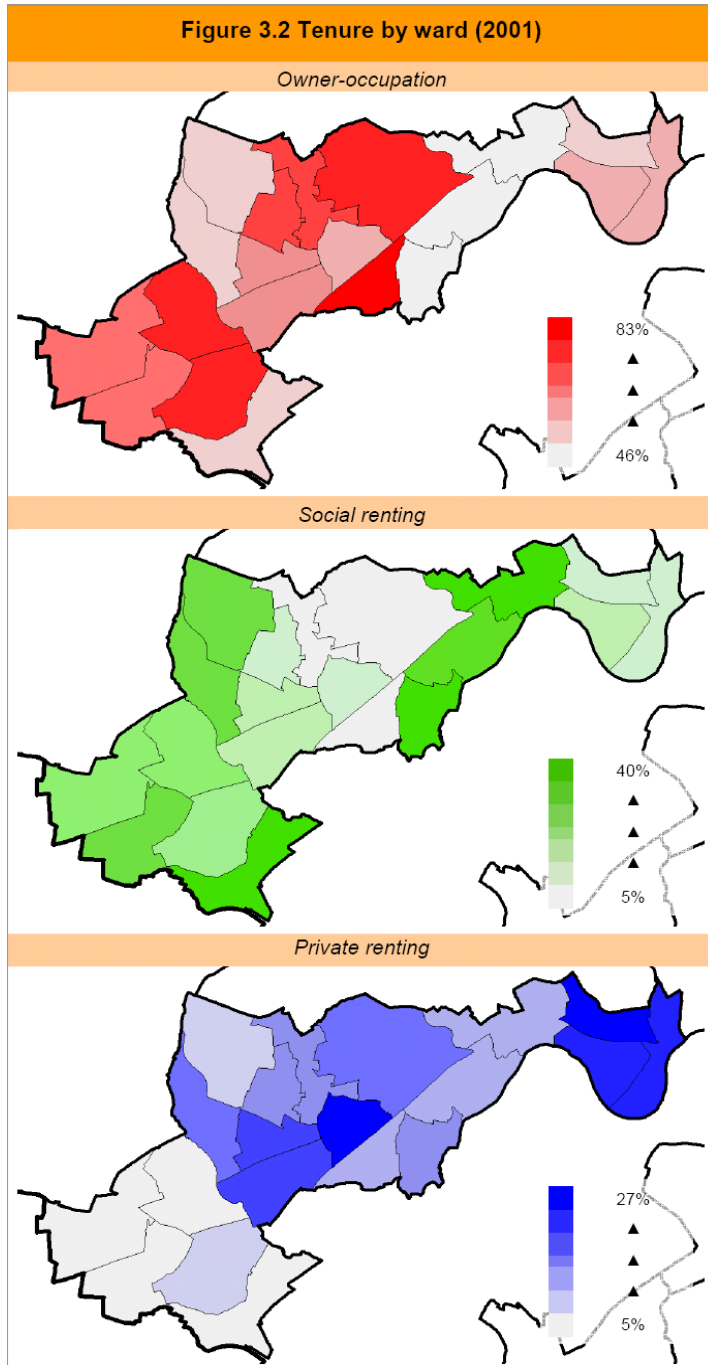 Figure 3.2 Tenure by ward (2001)
Owner-occupation
83%
46%
Social renting
40%
5%
Private renting
27%
5%